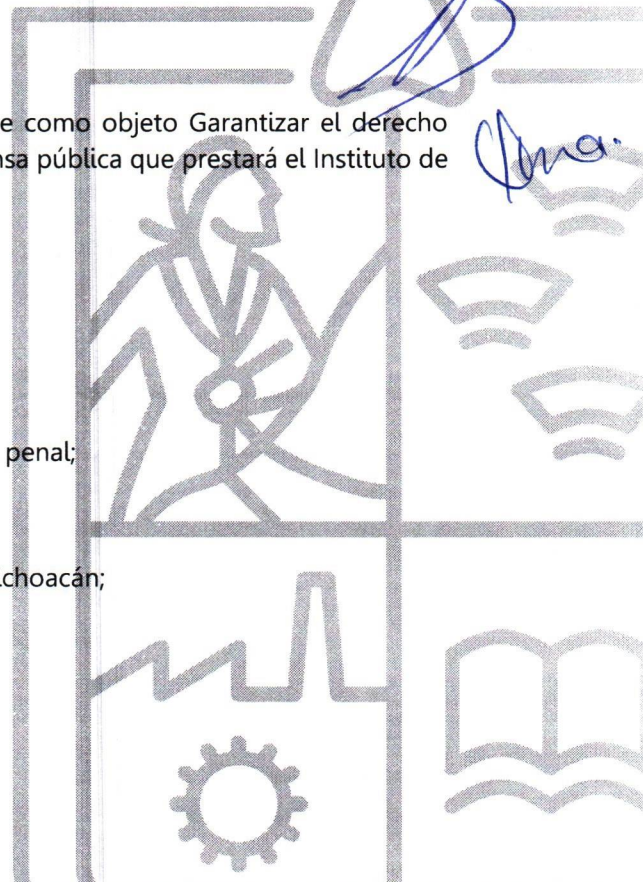 e como objeto Garantizar el derecho
nsa pública que prestará el Instituto de
penal;
choacán;